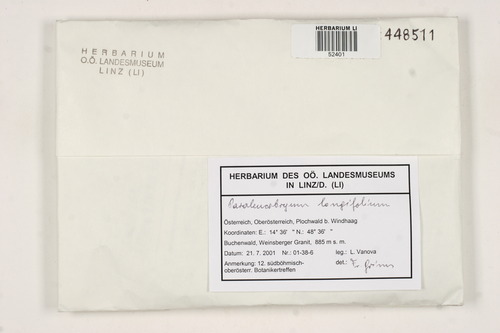 HERBARIUM
O.Ö. LANDESMUSEUM
LINZ (LI)
HERBARIUM LI
52401
448511
HERBARIUM DES OÖ. LANDESMUSEUMS
IN LINZ/D. (LI)
Paraleucobryum longifolium
Österreich, Oberösterreich, Plochwald b. Windhaag
Koordinaten: E.: 14° 36' " N.: 48° 36' "
Buchenwald, Weinsberger Granit, 885 m s. m.
Datum: 21. 7. 2001 Nr.: 01-38-6 leg.: L. Vanova
Anmerkung: 12. südböhmisch- det.:
oberösterr. Botanikertreffen